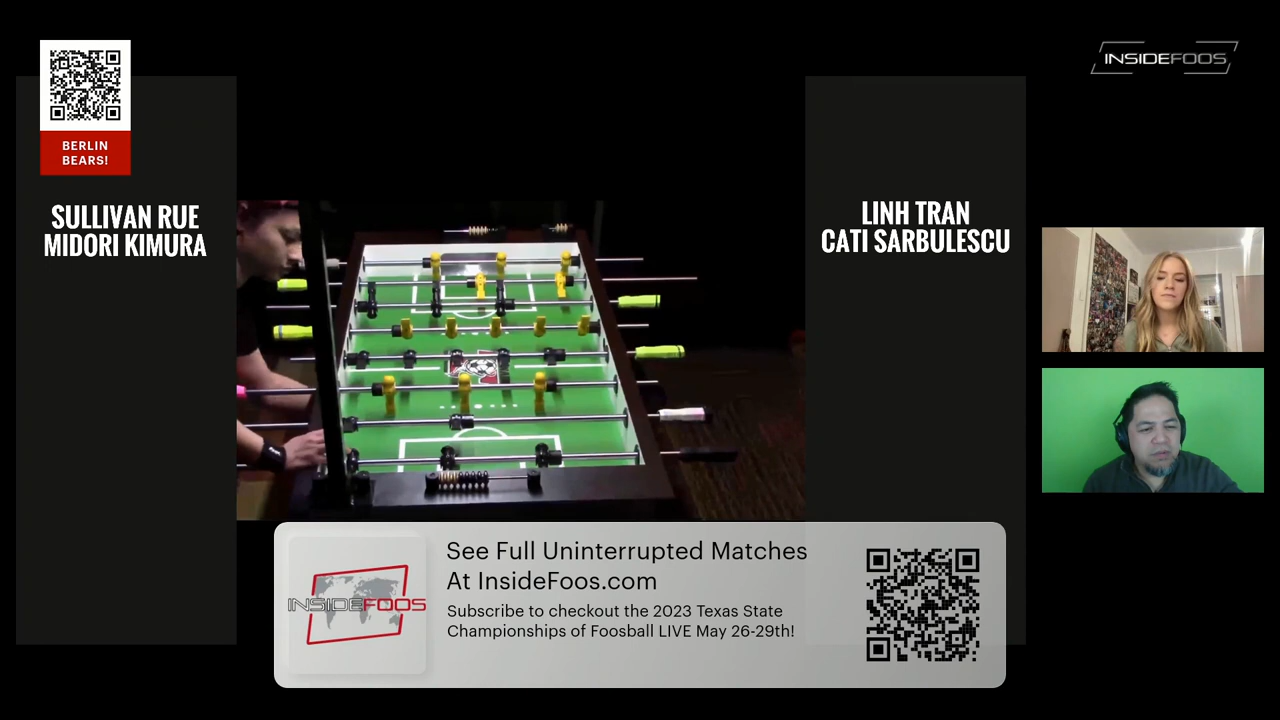 BERLIN
BEARS!
SULLIVAN RUE
MIDORI KIMURA
INSIDEFOOS
LINH TRAN
CATI SARBULESCU
INSIDEFOOS
See Full Uninterrupted Matches
At InsideFoos.com
Subscribe to checkout the 2023 Texas State
Championships of Foosball LIVE May 26-29th!